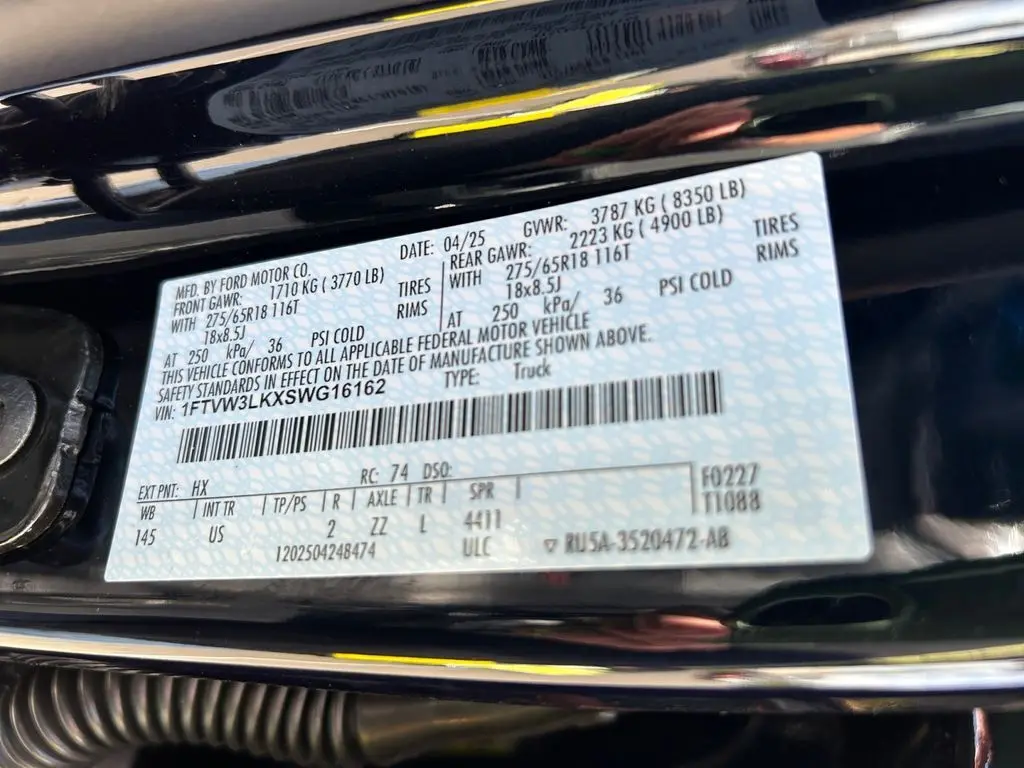 MFD. BY FORD MOTOR CO. DATE: 04/25 GVWR: 3787 KG ( 8350 LB)
FRONT GAWR: 1710 KG ( 3770 LB) REAR GAWR: 2223 KG ( 4900 LB)
WITH 275/65R18 116T TIRES WITH 275/65R18 116T TIRES
18x8.5J RIMS 18x8.5J RIMS
AT 250 kPa/ 36 PSI COLD AT 250 kPa/ 36 PSI COLD
THIS VEHICLE CONFORMS TO ALL APPLICABLE FEDERAL MOTOR VEHICLE
SAFETY STANDARDS IN EFFECT ON THE DATE OF MANUFACTURE SHOWN ABOVE.
VIN: 1FTVW3LKXSWG16162 TYPE: Truck
EXT PNT: HX RC: 74 DSO: F0227
WB INT TR TP/PS R AXLE TR SPR T1088
145 US 2 ZZ L 4411
1202504248474 ULC ▽ RU5A-3520472-AB